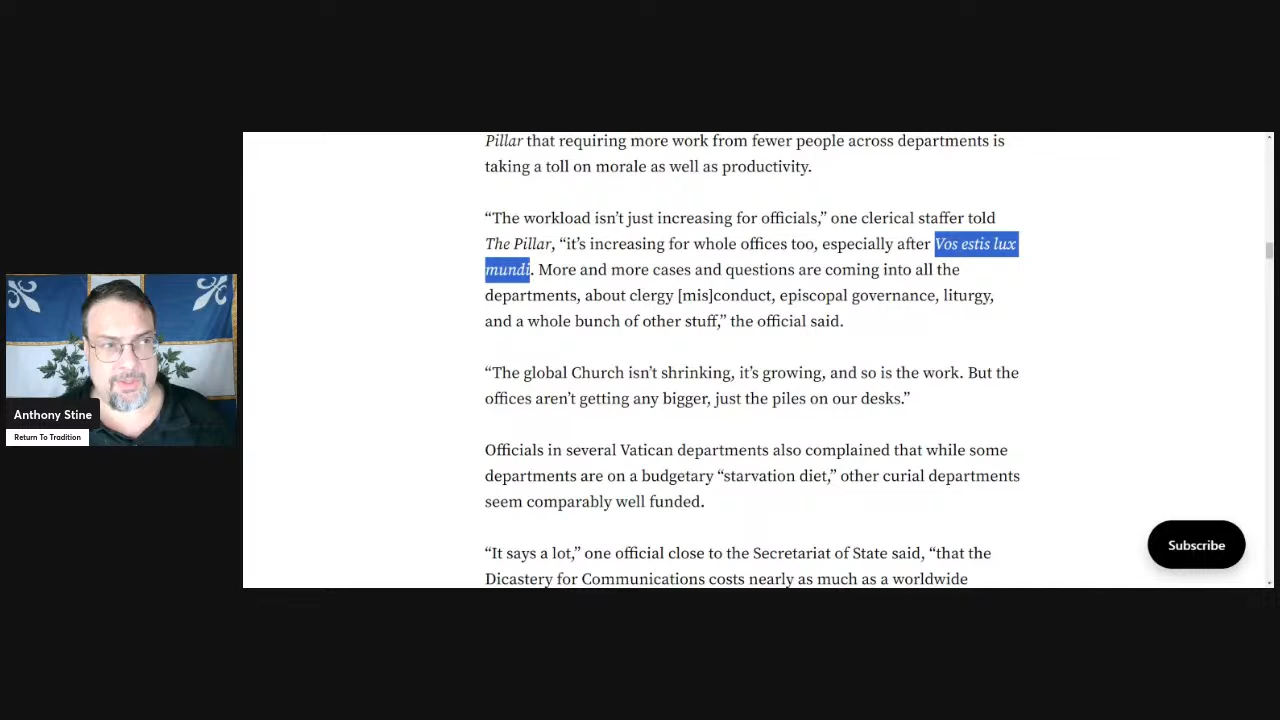 Pillar that requiring more work from fewer people across departments is
taking a toll on morale as well as productivity.
“The workload isn’t just increasing for officials,” one clerical staffer told
The Pillar, “it’s increasing for whole offices too, especially after Vos estis lux
mundi. More and more cases and questions are coming into all the
departments, about clergy [mis]conduct, episcopal governance, liturgy,
and a whole bunch of other stuff,” the official said.
“The global Church isn’t shrinking, it’s growing, and so is the work. But the
offices aren’t getting any bigger, just the piles on our desks.”
Officials in several Vatican departments also complained that while some
departments are on a budgetary “starvation diet,” other curial departments
seem comparably well funded.
“It says a lot,” one official close to the Secretariat of State said, “that the
Dicastery for Communications costs nearly as much as a worldwide
Subscribe
Anthony Stine
Return To Tradition